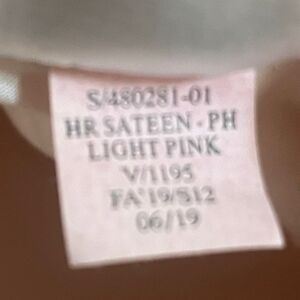 S/480281-01
HR SATEEN - PH
LIGHT PINK
V/1195
FA'19/S12
06/19